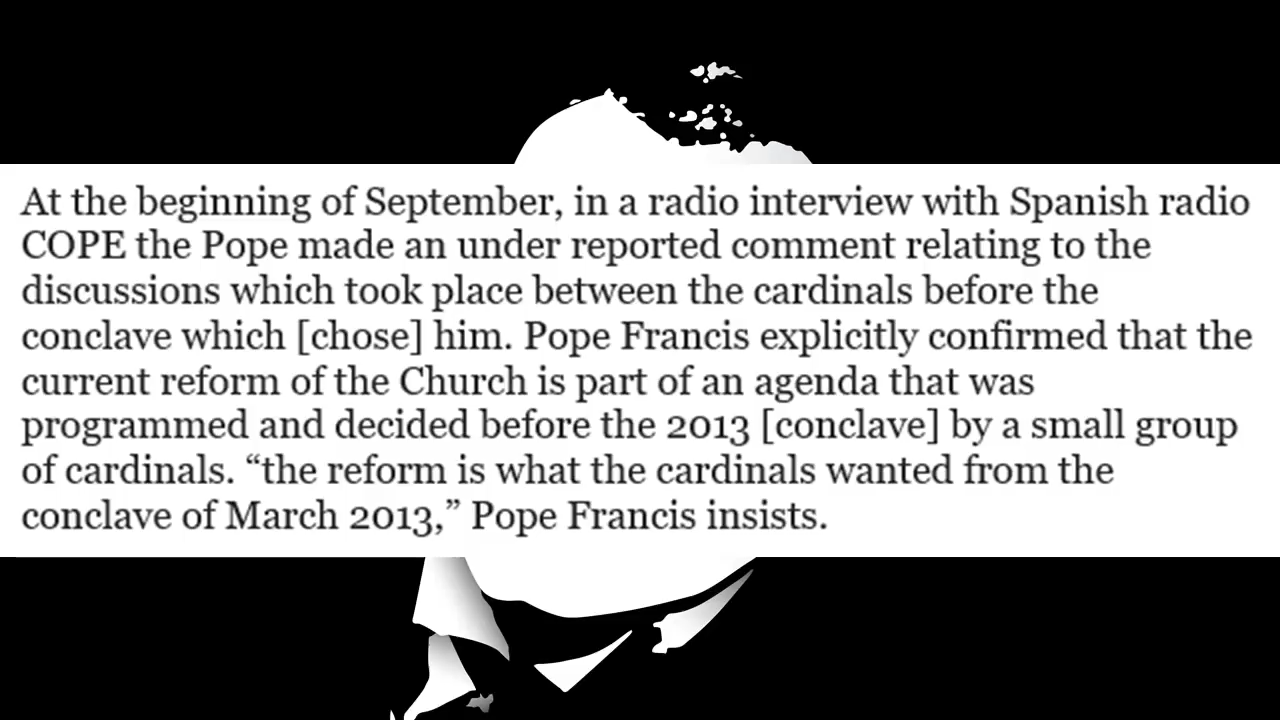 At the beginning of September, in a radio interview with Spanish radio
COPE the Pope made an under reported comment relating to the
discussions which took place between the cardinals before the
conclave which [chose] him. Pope Francis explicitly confirmed that the
current reform of the Church is part of an agenda that was
programmed and decided before the 2013 [conclave] by a small group
of cardinals. “the reform is what the cardinals wanted from the
conclave of March 2013,” Pope Francis insists.